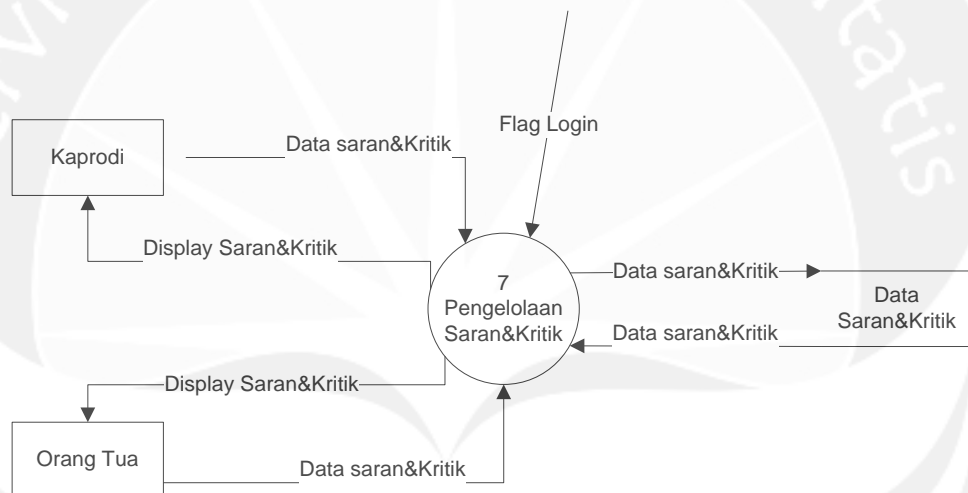 Flag Login
Kaprodi
Data saran&Kritik
Display Saran&Kritik
7
Pengelolaan
Saran&Kritik
Data saran&Kritik
Data
Saran&Kritik
Data saran&Kritik
Display Saran&Kritik
Orang Tua
Data saran&Kritik